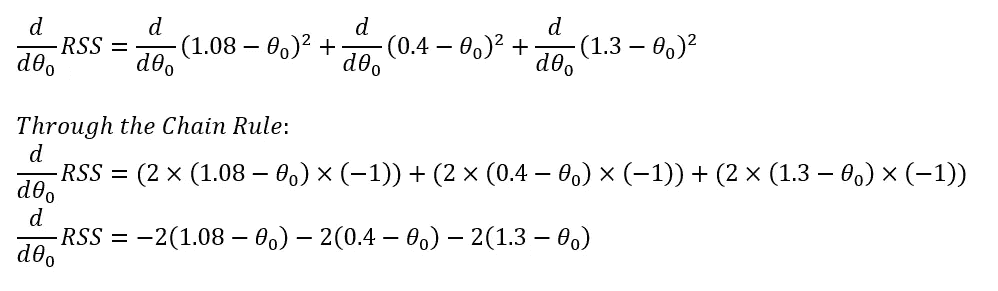 d/dθ₀ RSS = d/dθ₀ (1.08 − θ₀)² + d/dθ₀ (0.4 − θ₀)² + d/dθ₀ (1.3 − θ₀)²
Through the Chain Rule:
d/dθ₀ RSS = (2 × (1.08 − θ₀) × (−1)) + (2 × (0.4 − θ₀) × (−1)) + (2 × (1.3 − θ₀) × (−1))
d/dθ₀ RSS = −2(1.08 − θ₀) − 2(0.4 − θ₀) − 2(1.3 − θ₀)